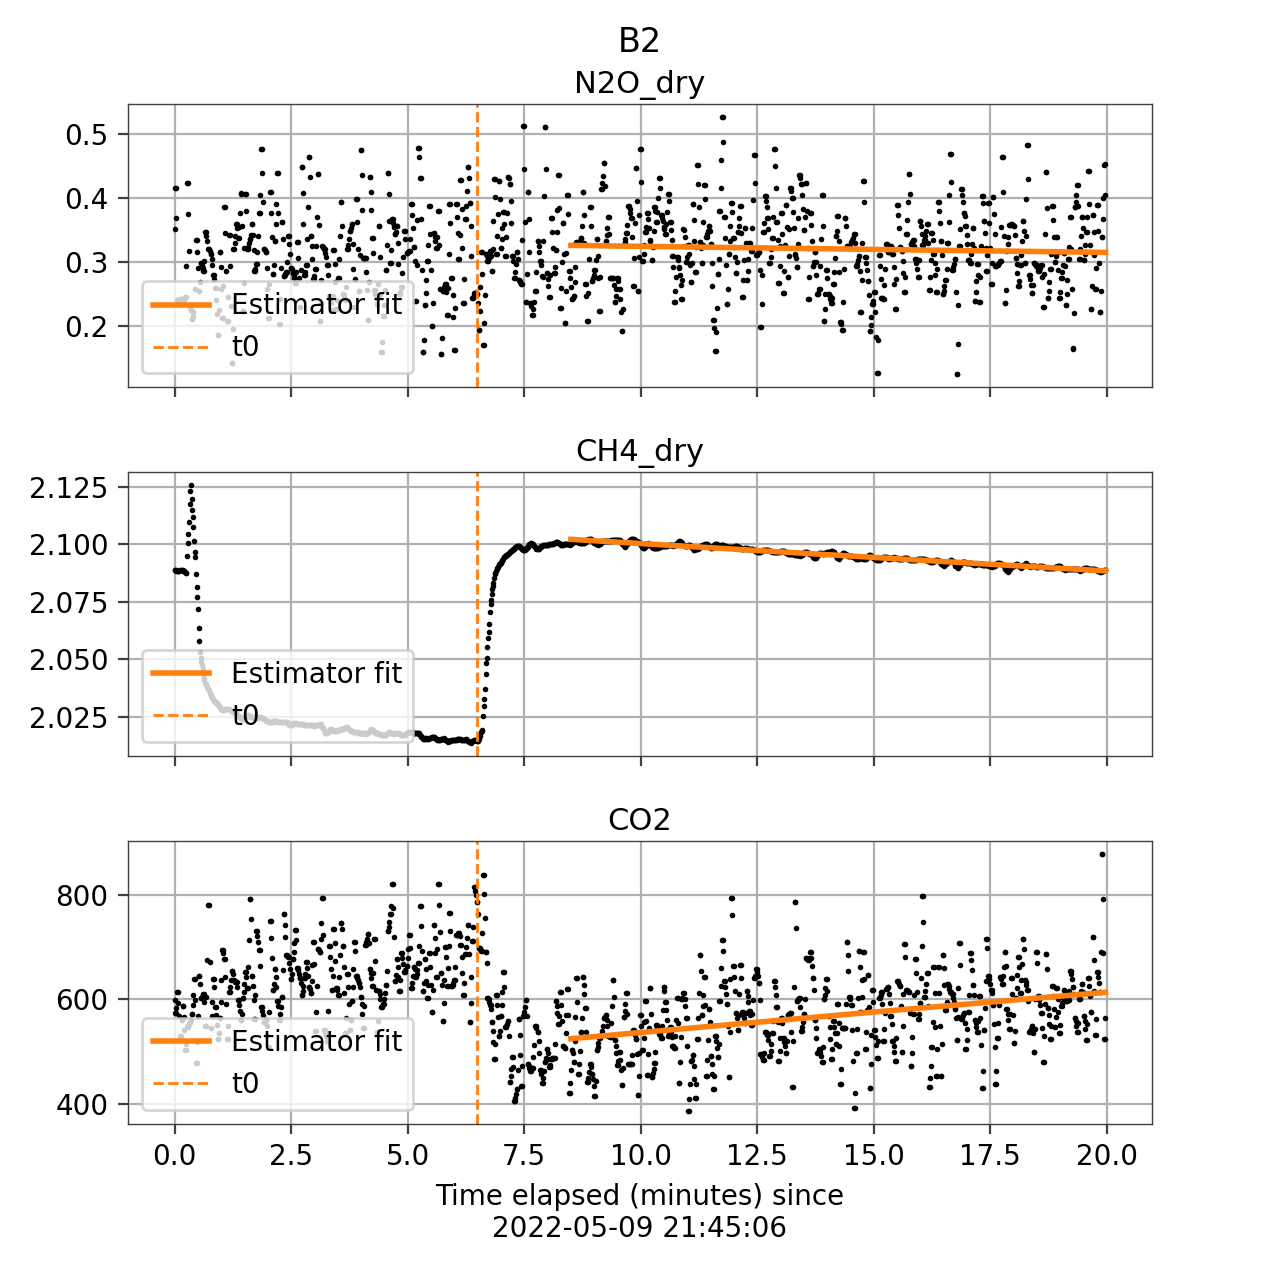 B2
N2O_dry
0.5
0.4
0.3
0.2
Estimator fit
t0
CH4_dry
2.125
2.100
2.075
2.050
2.025
Estimator fit
t0
CO2
800
600
400
Estimator fit
t0
0.0 2.5 5.0 7.5 10.0 12.5 15.0 17.5 20.0
Time elapsed (minutes) since
2022-05-09 21:45:06